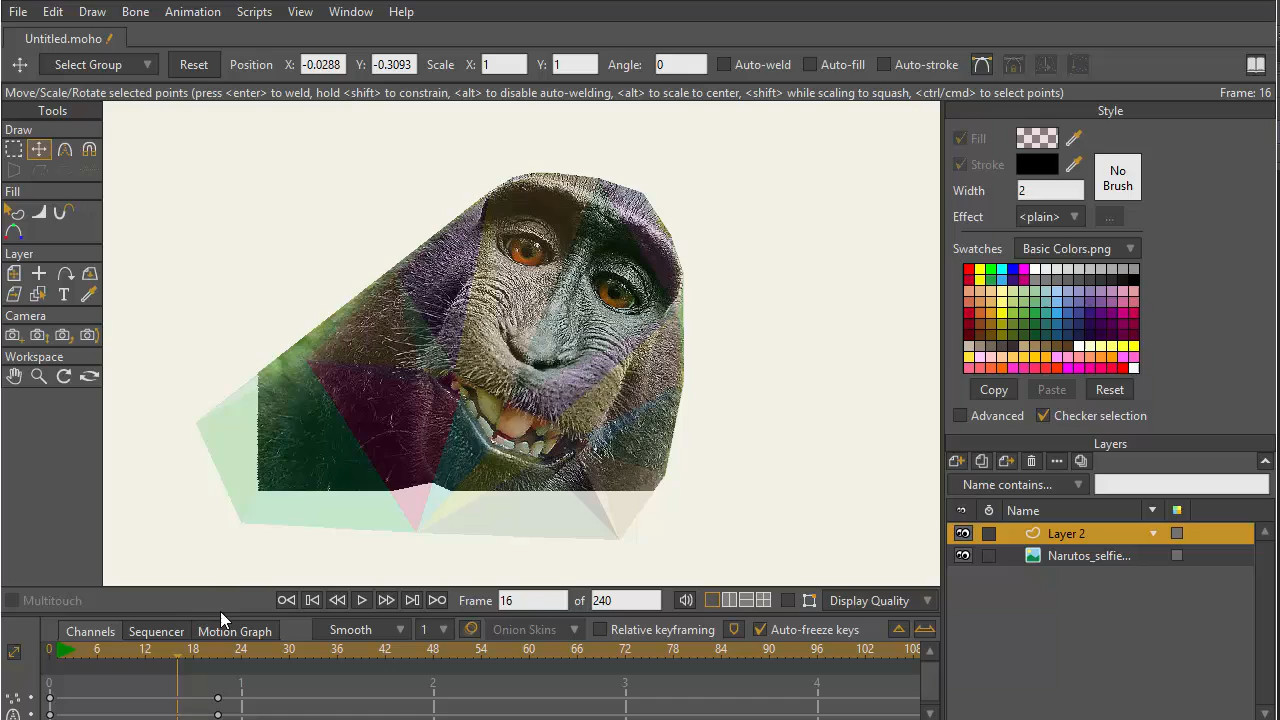 File Edit Draw Bone Animation Scripts View Window Help
Untitled.moho
Select Group Reset Position X: -0.0288 Y: -0.3093 Scale X: 1 Y: 1 Angle: 0 Auto-weld Auto-fill Auto-stroke
Move/Scale/Rotate selected points (press <enter> to weld, hold <shift> to constrain, <alt> to disable auto-welding, <alt> to scale to center, <shift> while scaling to squash, <ctrl/cmd> to select points) Frame: 16
Tools
Draw
Fill
Layer
Camera
Workspace
Style
Fill
Stroke
No
Brush
Width 2
Effect <plain> ...
Swatches Basic Colors.png
Copy Paste Reset
Advanced Checker selection
Layers
Name contains...
Name
Layer 2
Narutos_selfie...
Multitouch Frame 16 of 240 Display Quality
Channels Sequencer Motion Graph Smooth 1 Onion Skins Relative keyframing Auto-freeze keys
0 6 12 18 24 30 36 42 48 54 60 66 72 78 84 90 96 102 108
0 1 2 3 4